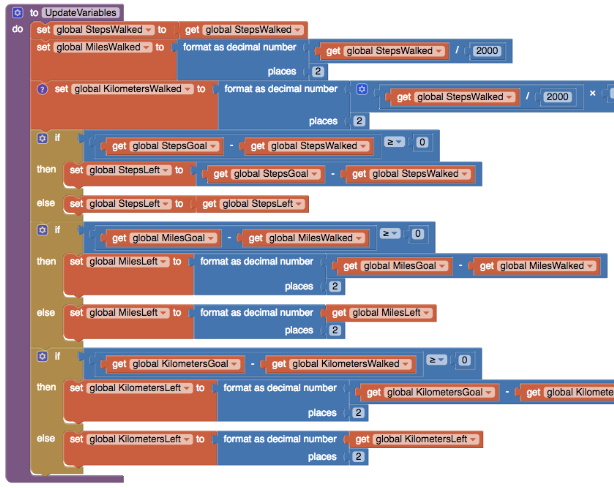 to UpdateVariables
do set global StepsWalked to get global StepsWalked
set global MilesWalked to format as decimal number get global StepsWalked / 2000
places 2
? set global KilometersWalked to format as decimal number get global StepsWalked / 2000 ×
places 2
if get global StepsGoal - get global StepsWalked ≥ 0
then set global StepsLeft to get global StepsGoal - get global StepsWalked
else set global StepsLeft to get global StepsLeft
if get global MilesGoal - get global MilesWalked ≥ 0
then set global MilesLeft to format as decimal number get global MilesGoal - get global MilesWalked
places 2
else set global MilesLeft to format as decimal number get global MilesLeft
places 2
if get global KilometersGoal - get global KilometersWalked ≥ 0
then set global KilometersLeft to format as decimal number get global KilometersGoal - get global Kilomete
places 2
else set global KilometersLeft to format as decimal number get global KilometersLeft
places 2